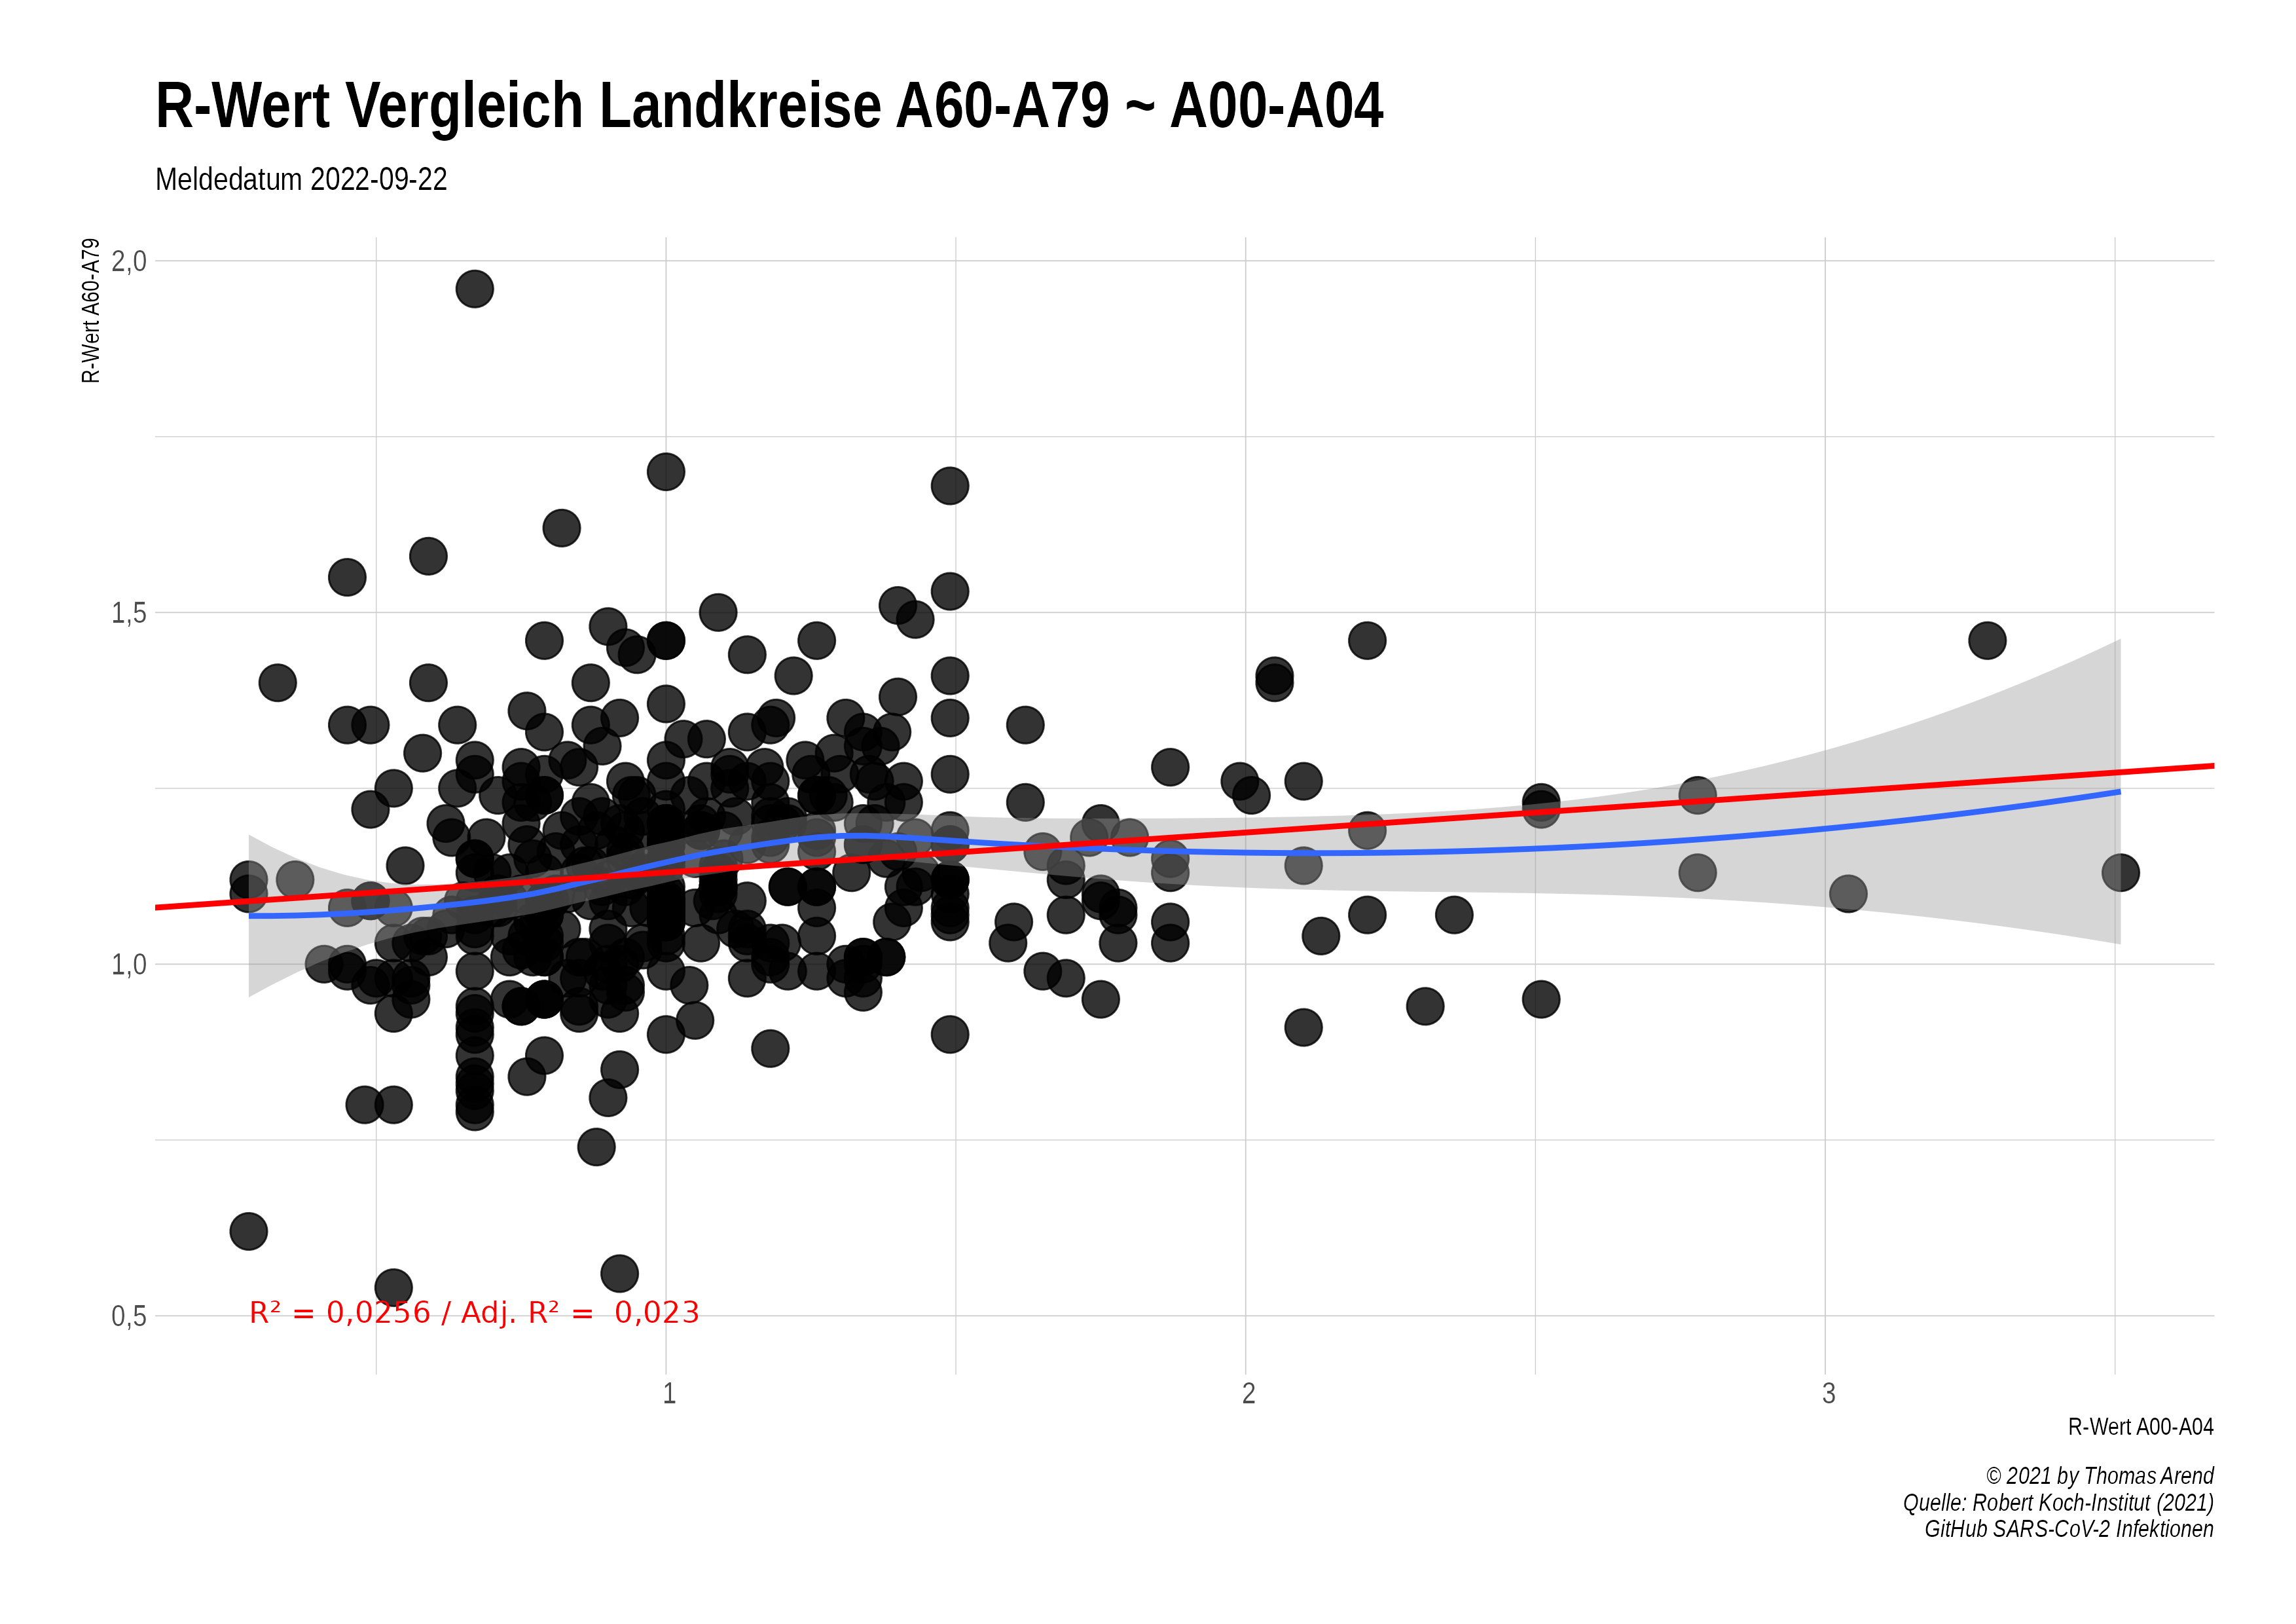 R-Wert Vergleich Landkreise A60-A79 ~ A00-A04
Meldedatum 2022-09-22
R-Wert A60-A79
2,0
1,5
1,0
0,5
R² = 0,0256 / Adj. R² =  0,023
1
2
3
R-Wert A00-A04
© 2021 by Thomas Arend
Quelle: Robert Koch-Institut (2021)
GitHub SARS-CoV-2 Infektionen